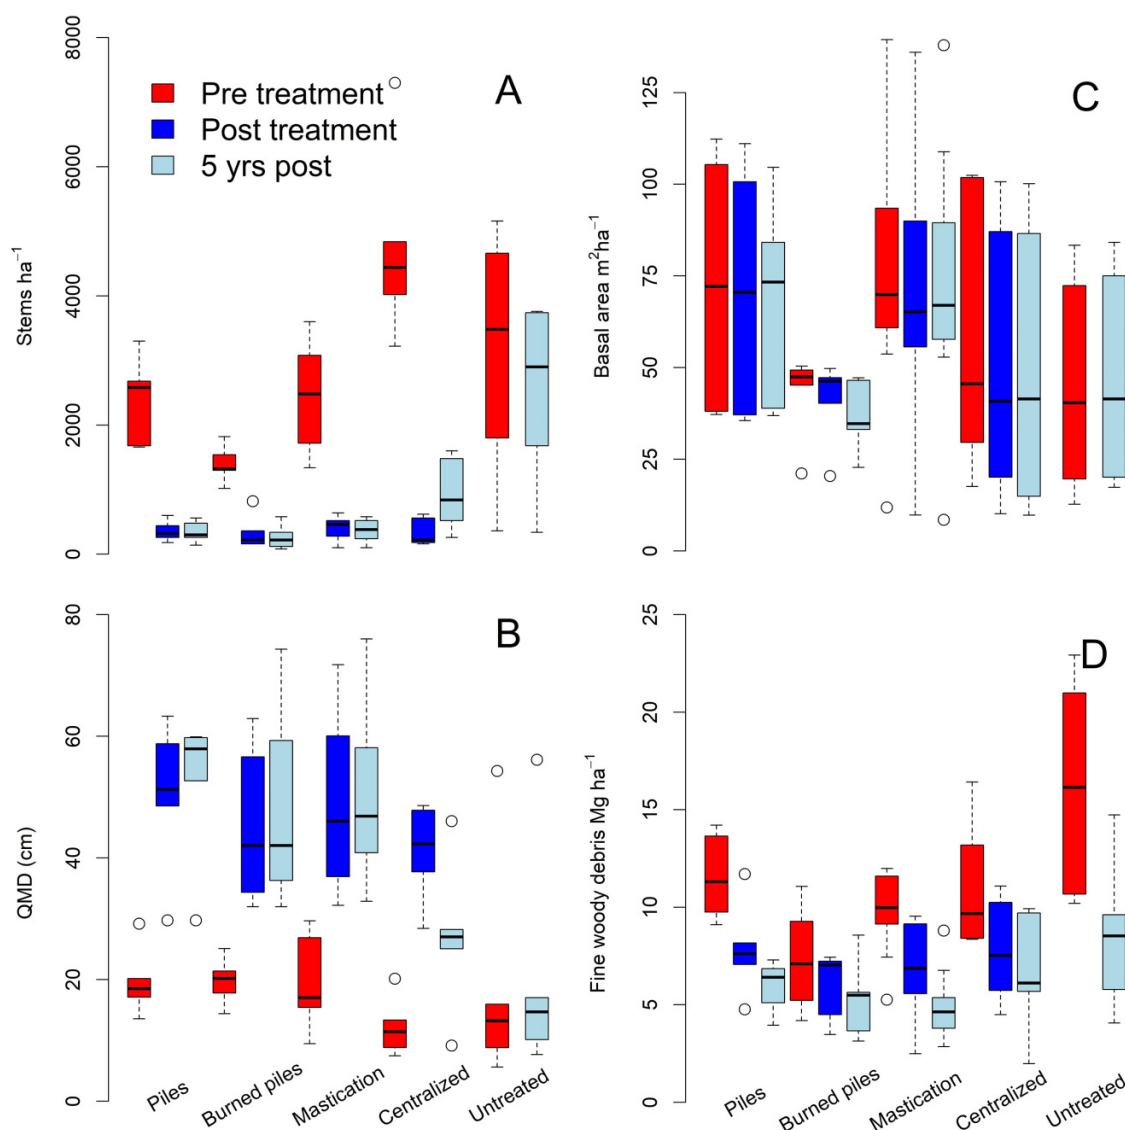 A
Pre treatment
Post treatment
5 yrs post
Stems ha⁻¹
0
2000
4000
6000
8000
C
Basal area m²ha⁻¹
0
25
50
75
100
125
B
QMD (cm)
0
20
40
60
80
Piles
Burned piles
Mastication
Centralized
Untreated
D
Fine woody debris Mg ha⁻¹
0
5
10
15
20
25
Piles
Burned piles
Mastication
Centralized
Untreated